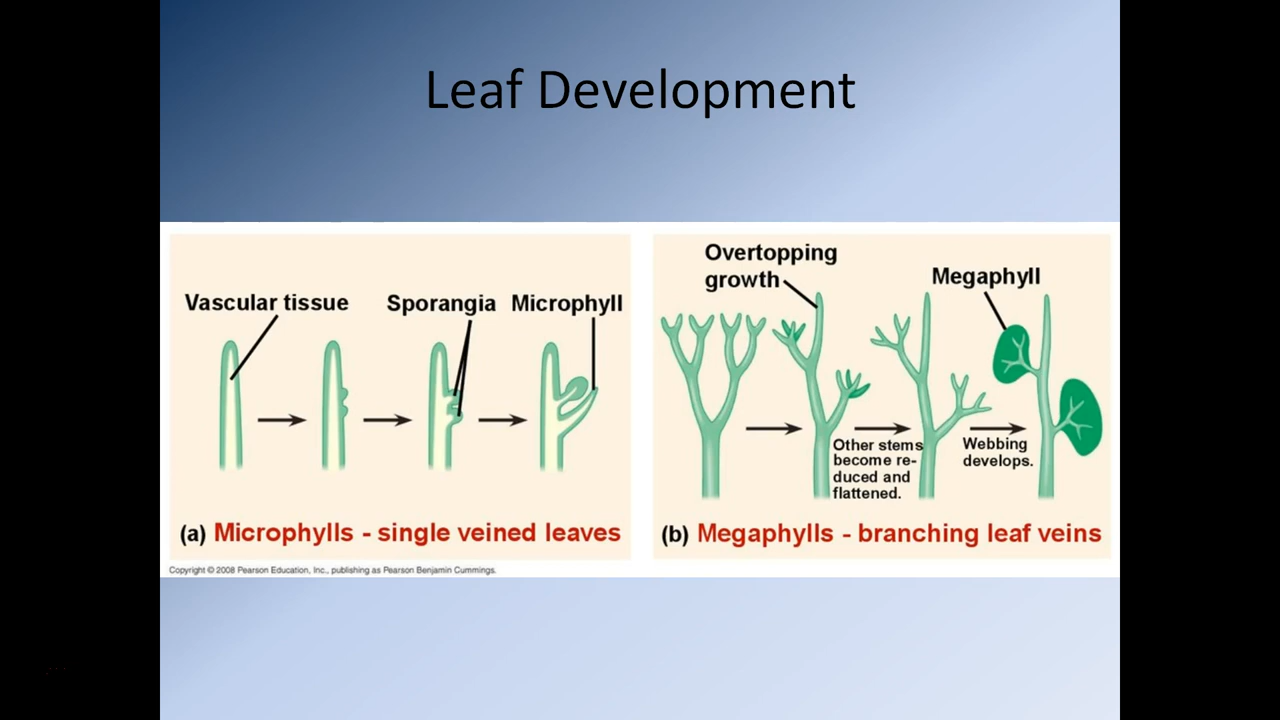 Leaf Development
Vascular tissue
Sporangia
Microphyll
(a) Microphylls - single veined leaves
Overtopping
growth
Megaphyll
Other stems
become re-
duced and
flattened.
Webbing
develops.
(b) Megaphylls - branching leaf veins
Copyright © 2008 Pearson Education, Inc., publishing as Pearson Benjamin Cummings.